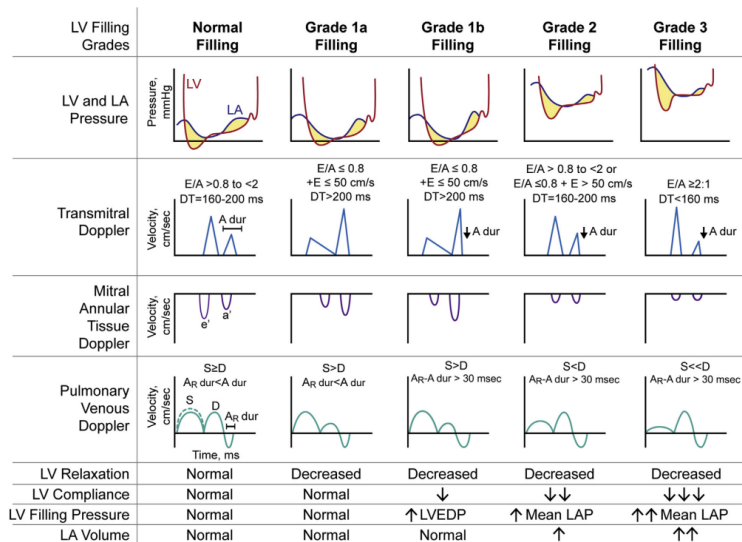 LV Filling
Grades
Normal
Filling
Grade 1a
Filling
Grade 1b
Filling
Grade 2
Filling
Grade 3
Filling
LV and LA
Pressure
Pressure,
mmHg
LV
LA
Transmitral
Doppler
Velocity,
cm/sec
E/A >0.8 to <2
DT=160-200 ms
A dur
E/A ≤ 0.8
+E ≤ 50 cm/s
DT>200 ms
E/A ≤ 0.8
+E ≤ 50 cm/s
DT>200 ms
A dur
E/A > 0.8 to <2 or
E/A ≤0.8 + E > 50 cm/s
DT=160-200 ms
A dur
E/A ≥2:1
DT<160 ms
A dur
Mitral
Annular
Tissue
Doppler
Velocity,
cm/sec
e'
a'
Pulmonary
Venous
Doppler
Velocity,
cm/sec
S≥D
AR dur<A dur
S
D
AR dur
Time, ms
S>D
AR dur<A dur
S>D
AR-A dur > 30 msec
S<D
AR-A dur > 30 msec
S<<D
AR-A dur > 30 msec
LV Relaxation Normal Decreased Decreased Decreased Decreased
LV Compliance Normal Normal ↓ ↓↓ ↓↓↓
LV Filling Pressure Normal Normal ↑ LVEDP ↑ Mean LAP ↑↑ Mean LAP
LA Volume Normal Normal Normal ↑ ↑↑